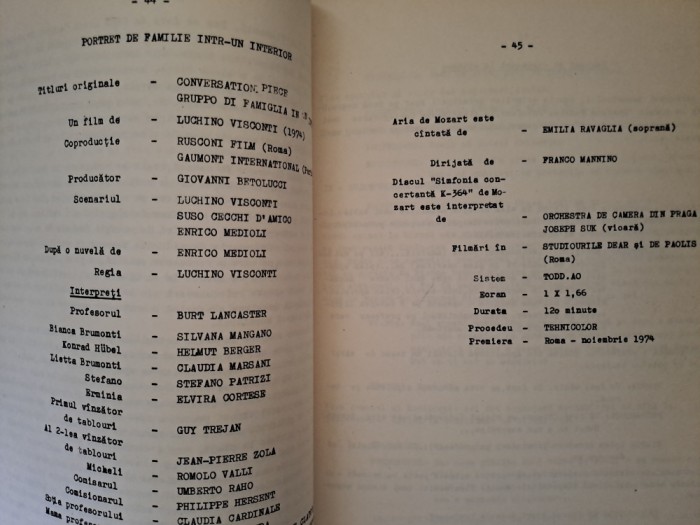 - 44 -
PORTRET DE FAMILIE INTR-UN INTERIOR
Titluri originale - CONVERSATION, PIECE
GRUPPO DI FAMIGLIA IN
Un film de - LUCHINO VISCONTI (1974)
Coproducție - RUSCONI FILM (Roma)
GAUMONT INTERNATIONAL
Producător - GIOVANNI BETOLUCCI
Scenariul - LUCHINO VISCONTI
SUSO CECCHI D'AMICO
ENRICO MEDIOLI
După o nuvelă de - ENRICO MEDIOLI
Regia - LUCHINO VISCONTI
Interpreți
Profesorul - BURT LANCASTER
Bianca Brumonti - SILVANA MANGANO
Konrad Hübel - HELMUT BERGER
Lietta Brumonti - CLAUDIA MARSANI
Stefano - STEFANO PATRIZI
Erminia - ELVIRA CORTESE
Primul vînzător
de tablouri - GUY TREJAN
Al 2-lea vînzător
de tablouri - JEAN-PIERRE ZOLA
Micheli - ROMOLO VALLI
Comisarul - UMBERTO RAHO
Comisionarul - PHILIPPE HERSENT
Soția profesorului - CLAUDIA CARDINALE
Mama
- 45 -
Aria de Mozart este
cîntată de - EMILIA RAVAGLIA (soprană)
Dirijată de - FRANCO MANNINO
Discul "Simfonia con-
certantă K-364" de Mo-
zart este interpretat
de - ORCHESTRA DE CAMERA DIN PRAGA
JOSEPH SUK (vioară)
Filmări în - STUDIOURILE DEAR și DE PAOLIS
(Roma)
Sistem - TODD.AO
Ecran - 1 X 1,66
Durata - 12o minute
Procedeu - TEHNICOLOR
Premiera - Roma - noiembrie 1974